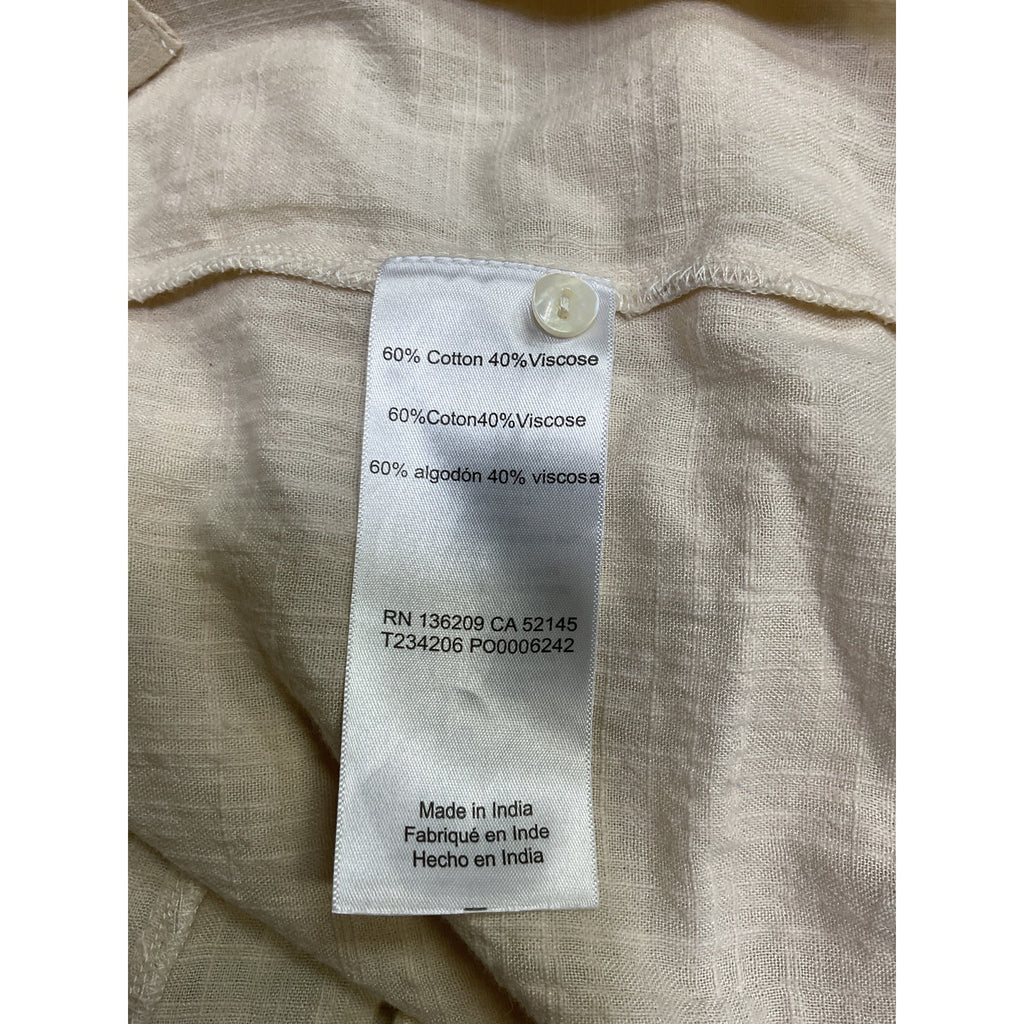 60% Cotton 40%Viscose
60%Coton40%Viscose
60% algodón 40% viscosa
RN 136209 CA 52145
T234206 PO0006242
Made in India
Fabriqué en Inde
Hecho en India